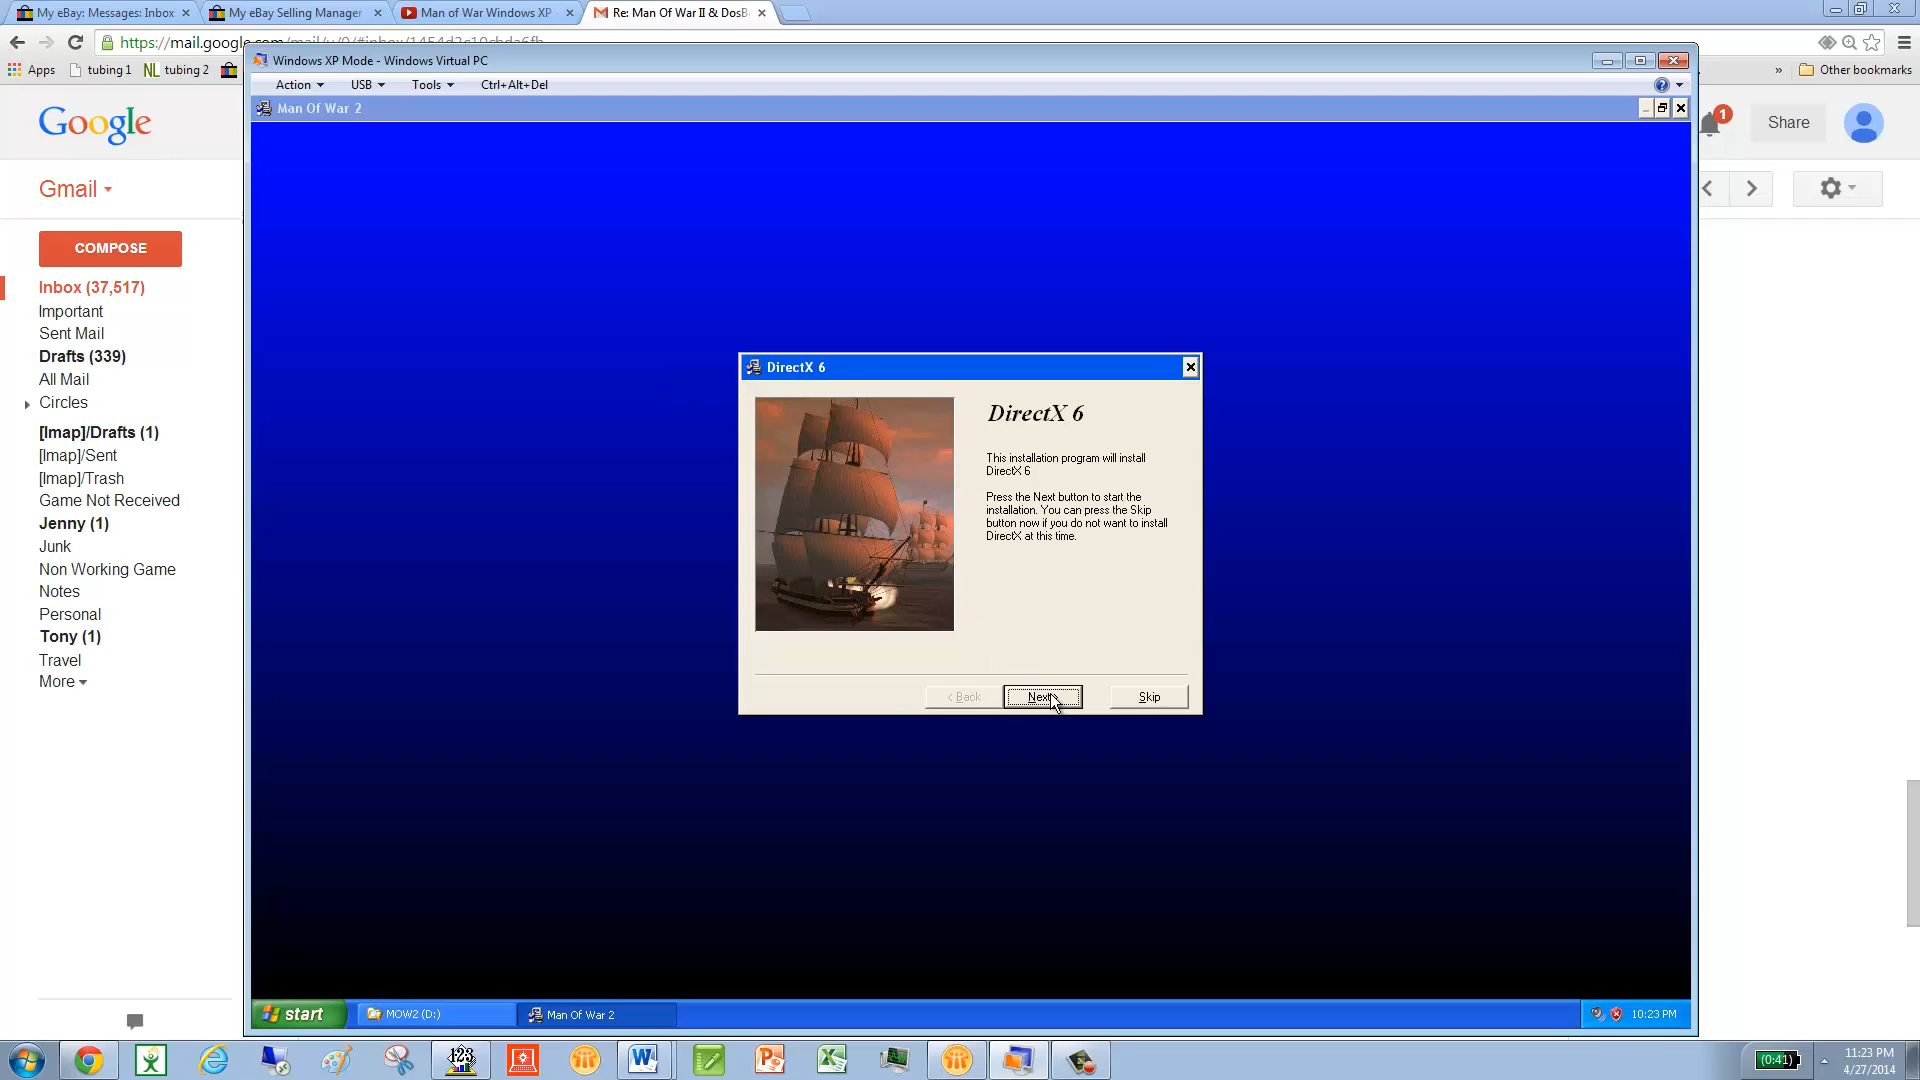 My eBay: Messages: Inbox
My eBay Selling Manager
Man of War Windows XP
Re: Man Of War II & DosB
https://mail.google.com/mail/u/0/#inbox/1454d3c10cbda6fb
Apps
tubing 1
NL tubing 2
»
Other bookmarks
Windows XP Mode - Windows Virtual PC
Action
USB
Tools
Ctrl+Alt+Del
Man Of War 2
Google
1
Share
Gmail
COMPOSE
Inbox (37,517)
Important
Sent Mail
Drafts (339)
All Mail
Circles
[Imap]/Drafts (1)
[Imap]/Sent
[Imap]/Trash
Game Not Received
Jenny (1)
Junk
Non Working Game
Notes
Personal
Tony (1)
Travel
More
DirectX 6
DirectX 6
This installation program will install
DirectX 6
Press the Next button to start the
installation. You can press the Skip
button now if you do not want to install
DirectX at this time.
< Back
Next
Skip
start
MOW2 (D:)
Man Of War 2
10:23 PM
123
(0:41)
11:23 PM
4/27/2014